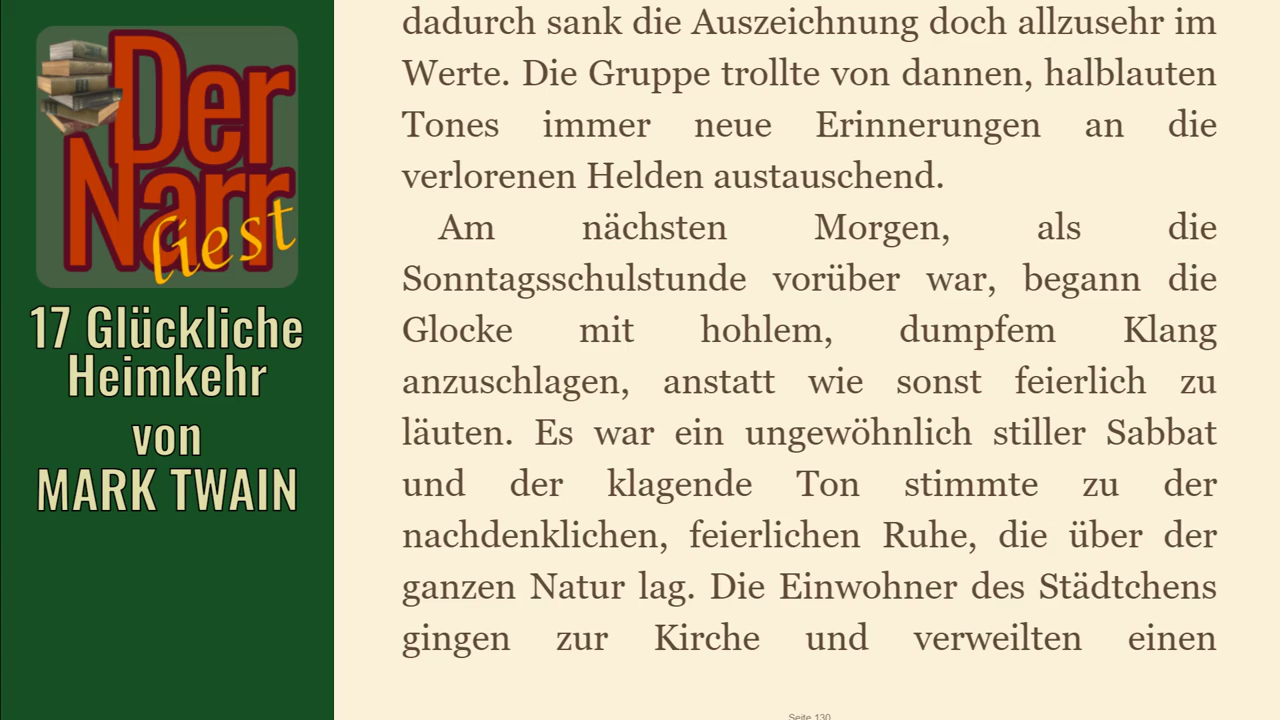 Der
Narr
liest
17 Glückliche
Heimkehr
von
MARK TWAIN
dadurch sank die Auszeichnung doch allzusehr im
Werte. Die Gruppe trollte von dannen, halblauten
Tones immer neue Erinnerungen an die
verlorenen Helden austauschend.
Am nächsten Morgen, als die
Sonntagsschulstunde vorüber war, begann die
Glocke mit hohlem, dumpfem Klang
anzuschlagen, anstatt wie sonst feierlich zu
läuten. Es war ein ungewöhnlich stiller Sabbat
und der klagende Ton stimmte zu der
nachdenklichen, feierlichen Ruhe, die über der
ganzen Natur lag. Die Einwohner des Städtchens
gingen zur Kirche und verweilten einen
Seite 130